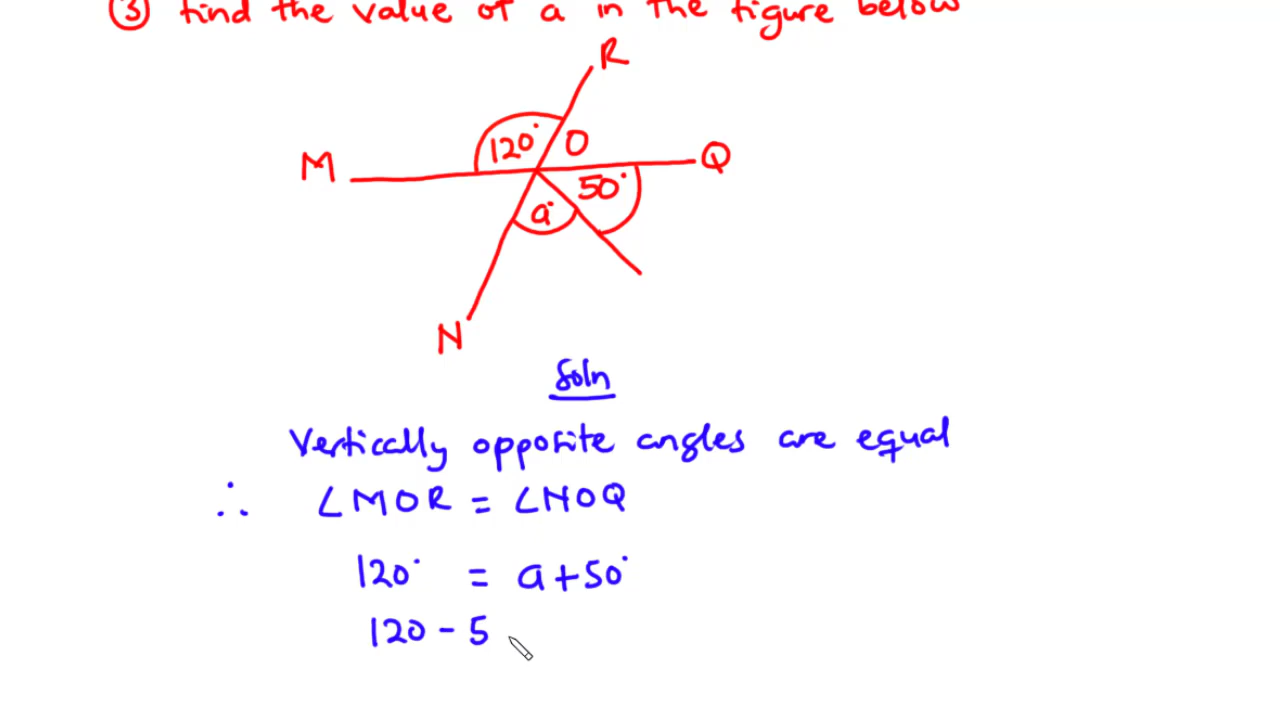 ③ find the value of a in the figure below
R
120° O
M Q
50°
a°
N
Soln
Vertically opposite angles are equal
∴ ∠MOR = ∠NOQ
120° = a+50°
120 - 5